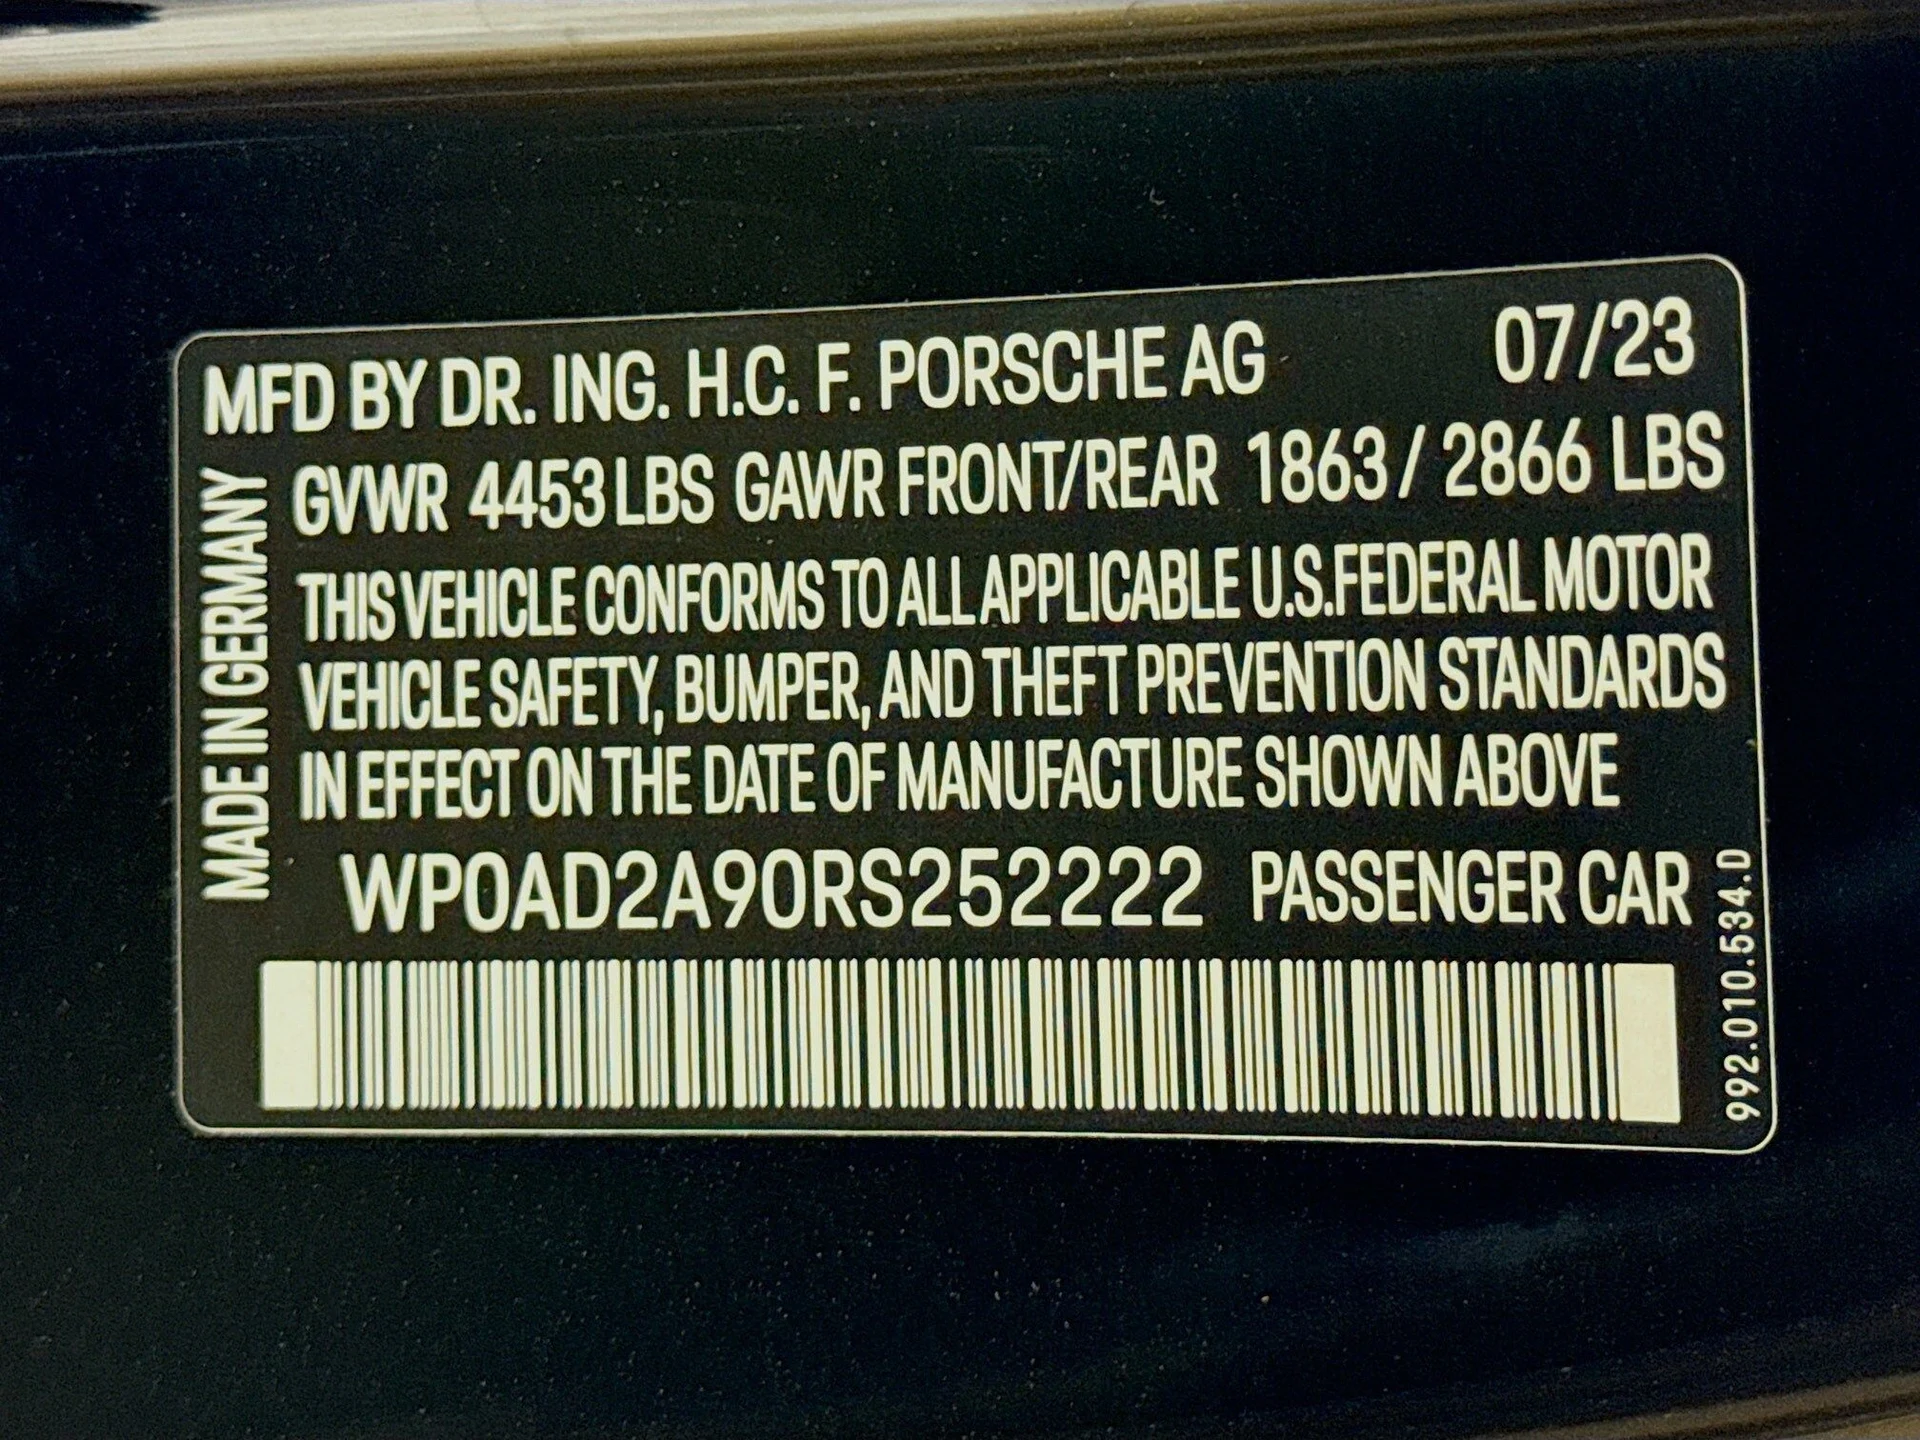 MFD BY DR. ING. H.C. F. PORSCHE AG 07/23
GVWR 4453 LBS GAWR FRONT/REAR 1863 / 2866 LBS
THIS VEHICLE CONFORMS TO ALL APPLICABLE U.S.FEDERAL MOTOR
VEHICLE SAFETY, BUMPER, AND THEFT PREVENTION STANDARDS
IN EFFECT ON THE DATE OF MANUFACTURE SHOWN ABOVE
WP0AD2A90RS252222 PASSENGER CAR
MADE IN GERMANY
992.010.534.D